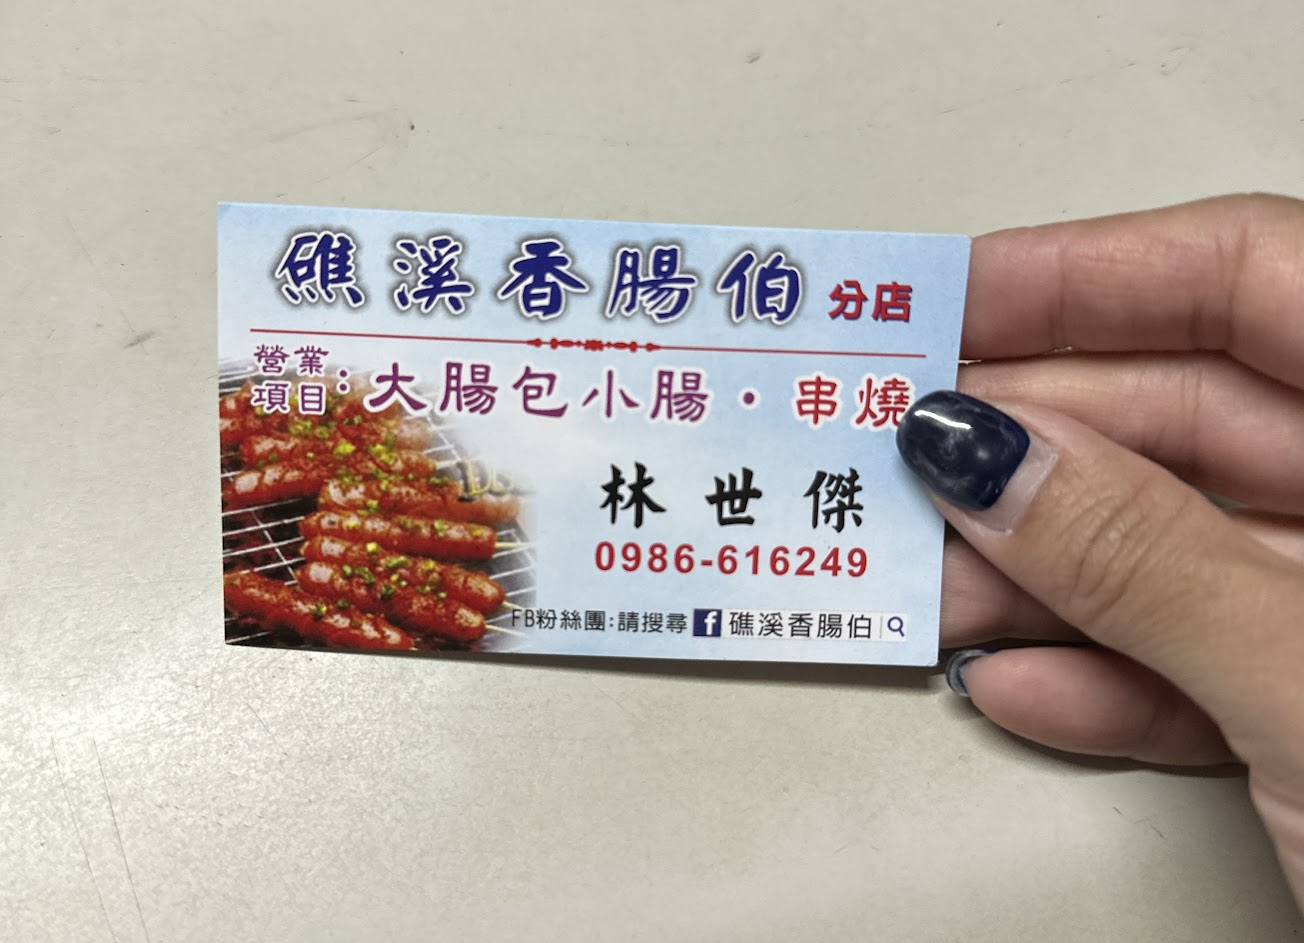 礁溪香腸伯 分店
營業項目：大腸包小腸・串燒
林世傑
0986-616249
FB粉絲團:請搜尋 f 礁溪香腸伯